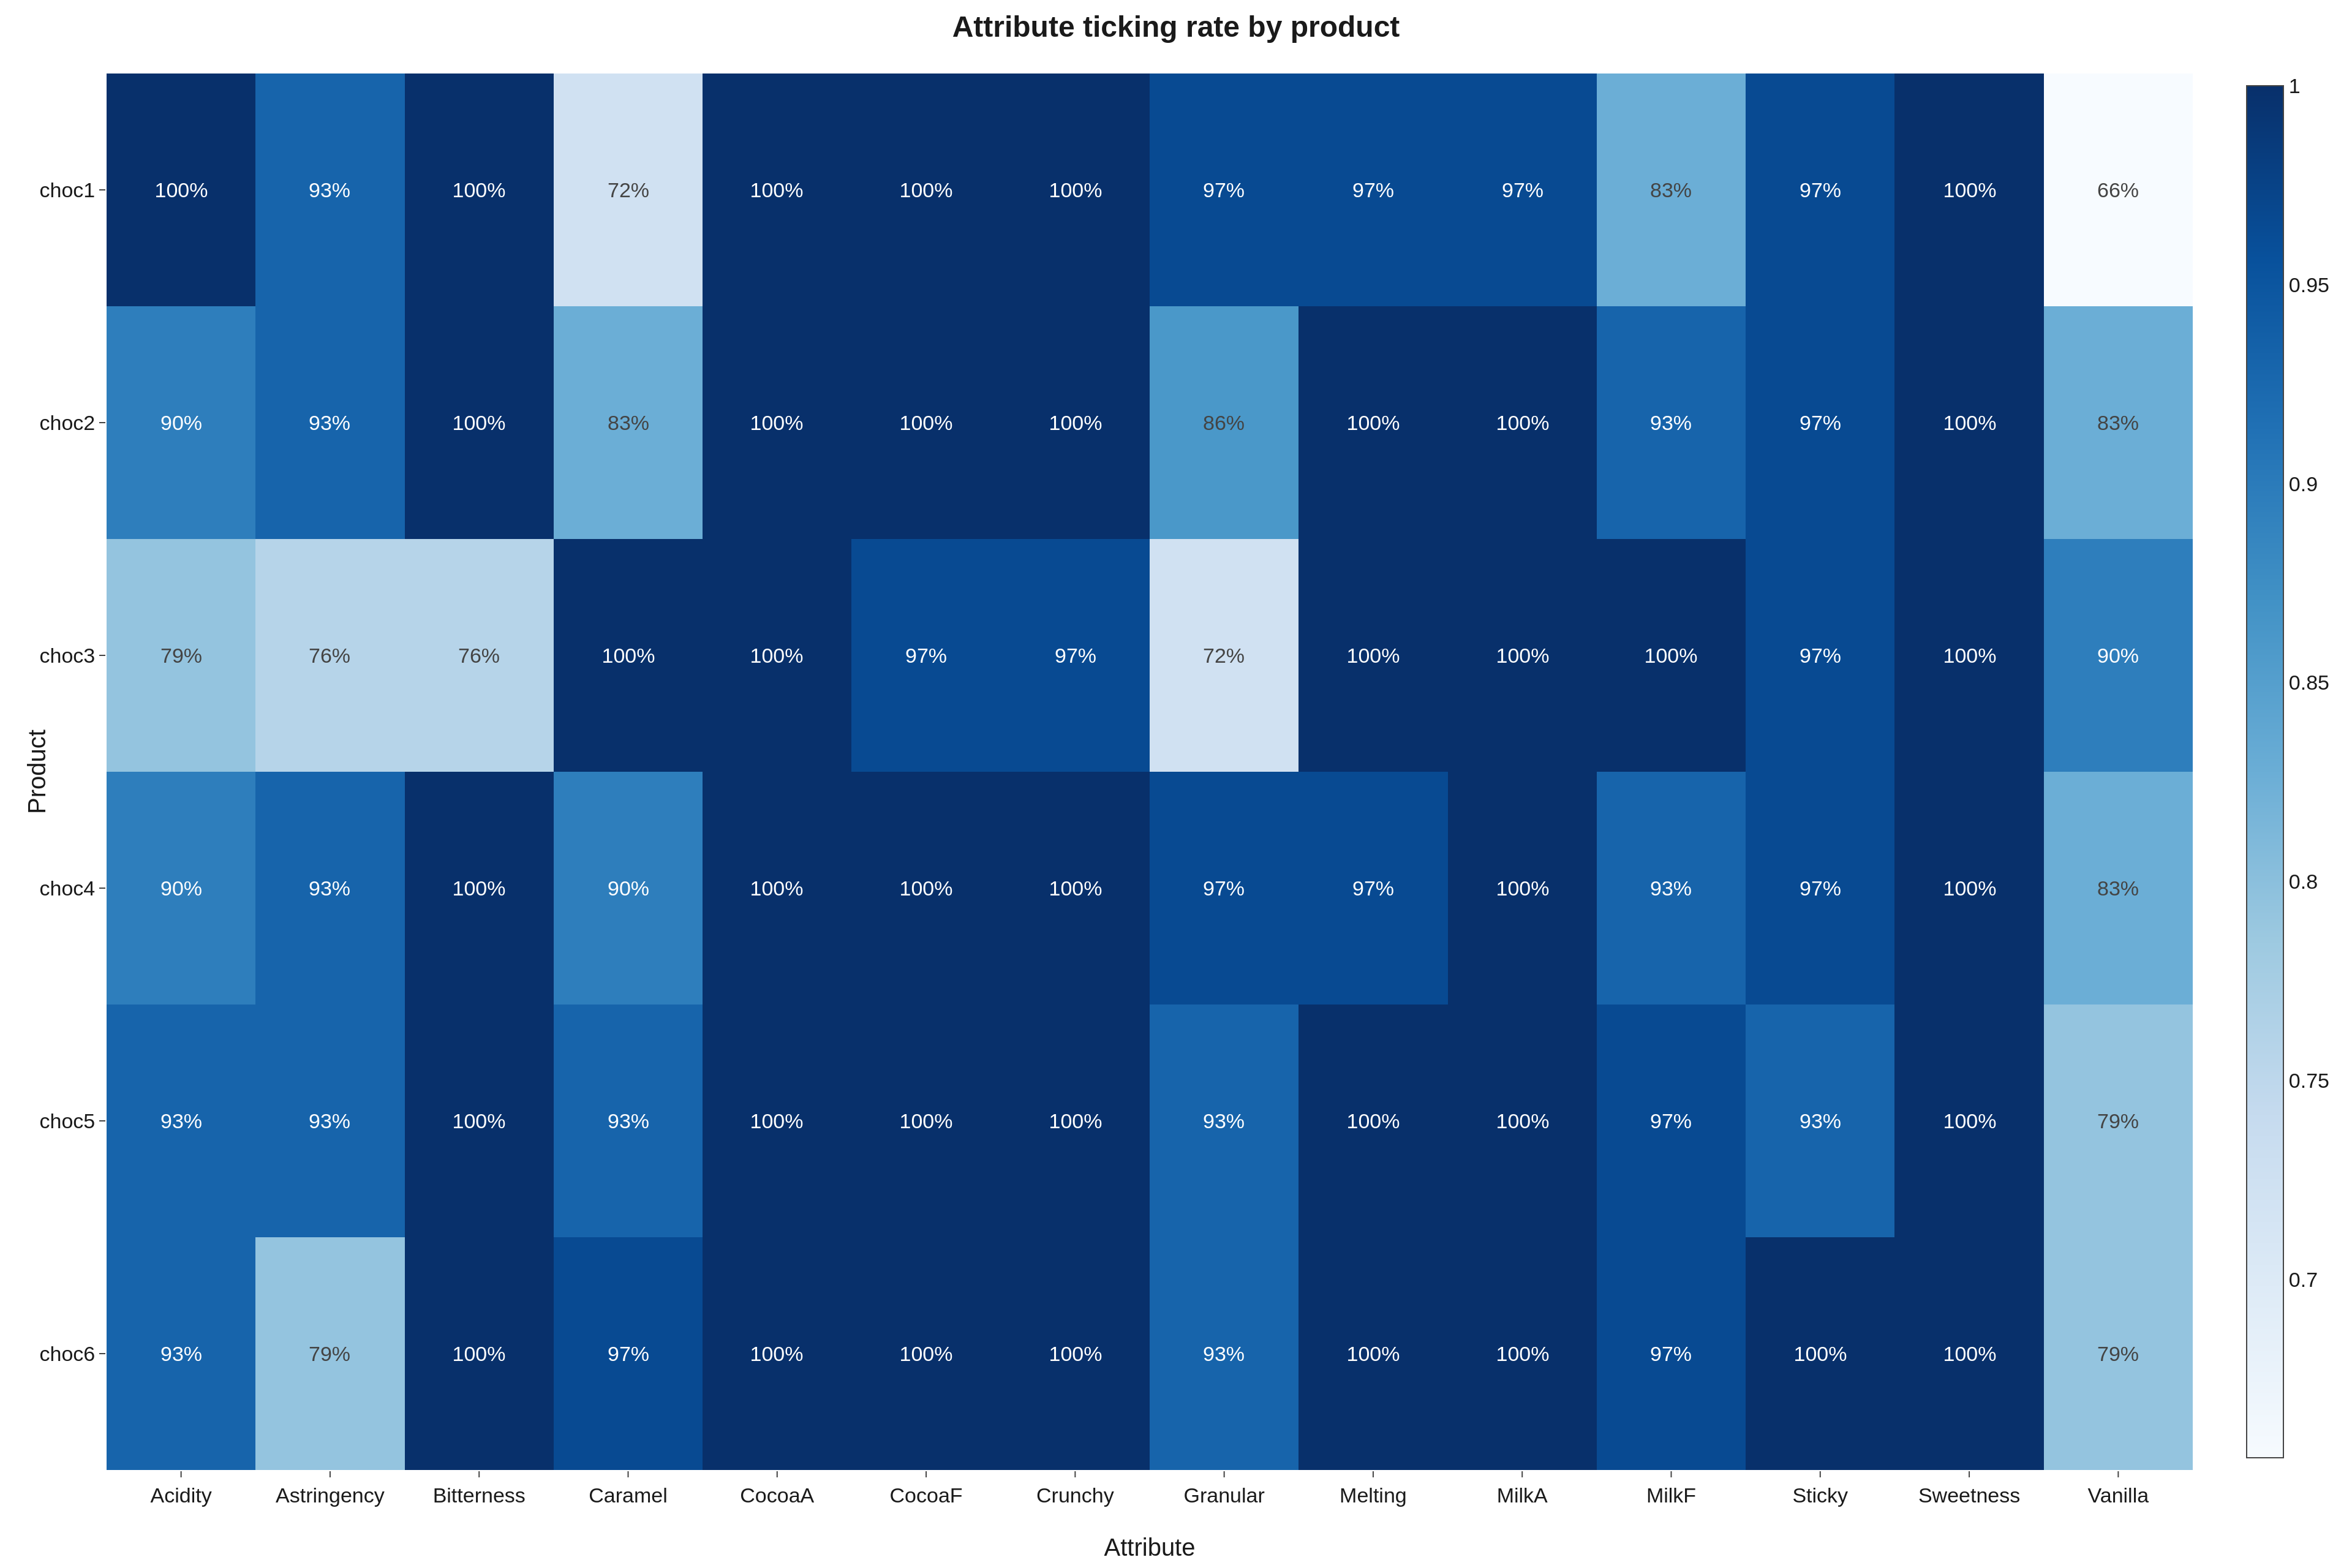 Attribute ticking rate by product
choc1 100% 93% 100% 72% 100% 100% 100% 97% 97% 97% 83% 97% 100% 66%
choc2 90% 93% 100% 83% 100% 100% 100% 86% 100% 100% 93% 97% 100% 83%
choc3 79% 76% 76% 100% 100% 97% 97% 72% 100% 100% 100% 97% 100% 90%
choc4 90% 93% 100% 90% 100% 100% 100% 97% 97% 100% 93% 97% 100% 83%
choc5 93% 93% 100% 93% 100% 100% 100% 93% 100% 100% 97% 93% 100% 79%
choc6 93% 79% 100% 97% 100% 100% 100% 93% 100% 100% 97% 100% 100% 79%
Acidity Astringency Bitterness Caramel CocoaA CocoaF Crunchy Granular Melting MilkA MilkF Sticky Sweetness Vanilla
Attribute
Product
1
0.95
0.9
0.85
0.8
0.75
0.7